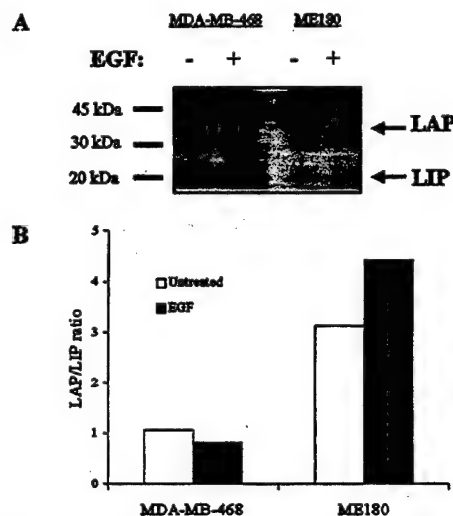 A
MDA-MB-468 ME180
EGF: - + - +
45 kDa
30 kDa
20 kDa
LAP
LIP
B
5
4
3
2
1
0
LAP/LIP ratio
Untreated
EGF
MDA-MB-468 ME180